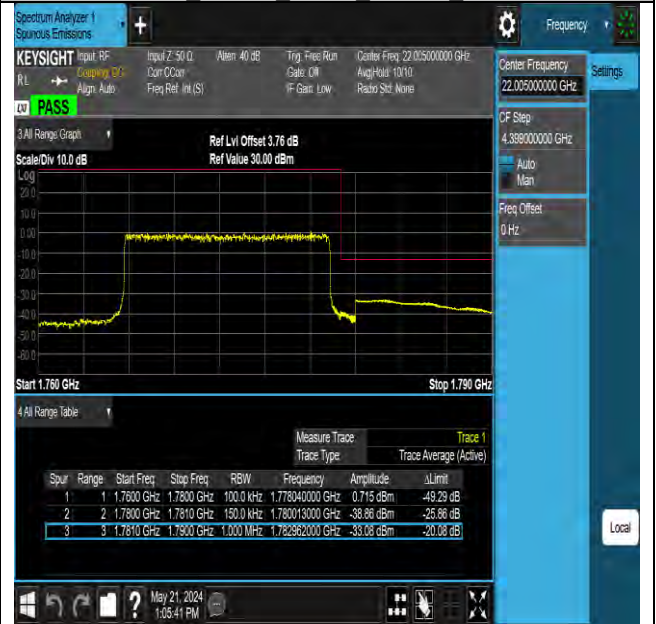 Spectrum Analyzer 1
Spurious Emissions
+
Frequency
KEYSIGHT Input: RF Input Z: 50 Ω Atten: 40 dB Trig: Free Run Center Freq: 22.005000000 GHz
RL Coupling: DC Corr CCorr Gate: Off Avg|Hold: 10/10
Align: Auto Freq Ref: Int (S) IF Gain: Low Radio Std: None
LXI PASS
Center Frequency
22.005000000 GHz
Settings
CF Step
4.399000000 GHz
Auto
Man
Freq Offset
0 Hz
3 All Range Graph
Ref Lvl Offset 3.76 dB
Scale/Div 10.0 dB Ref Value 30.00 dBm
Log
20.0
10.0
0.00
-10.0
-20.0
-30.0
-40.0
-50.0
-60.0
Start 1.760 GHz Stop 1.790 GHz
4 All Range Table
Measure Trace Trace 1
Trace Type Trace Average (Active)
Spur Range Start Freq Stop Freq RBW Frequency Amplitude ΔLimit
1 1 1.7600 GHz 1.7800 GHz 100.0 kHz 1.778040000 GHz 0.715 dBm -49.29 dB
2 2 1.7800 GHz 1.7810 GHz 150.0 kHz 1.780013000 GHz -38.86 dBm -25.86 dB
3 3 1.7810 GHz 1.7900 GHz 1.000 MHz 1.782962000 GHz -33.08 dBm -20.08 dB
Local
?
May 21, 2024
1:05:41 PM